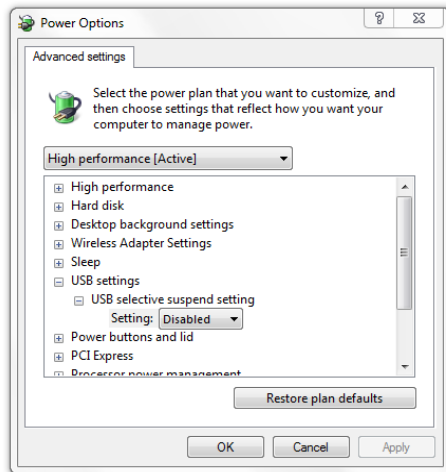 Power Options
Advanced settings
Select the power plan that you want to customize, and
then choose settings that reflect how you want your
computer to manage power.
High performance [Active]
High performance
Hard disk
Desktop background settings
Wireless Adapter Settings
Sleep
USB settings
USB selective suspend setting
Setting: Disabled
Power buttons and lid
PCI Express
Processor power management
Restore plan defaults
OK Cancel Apply